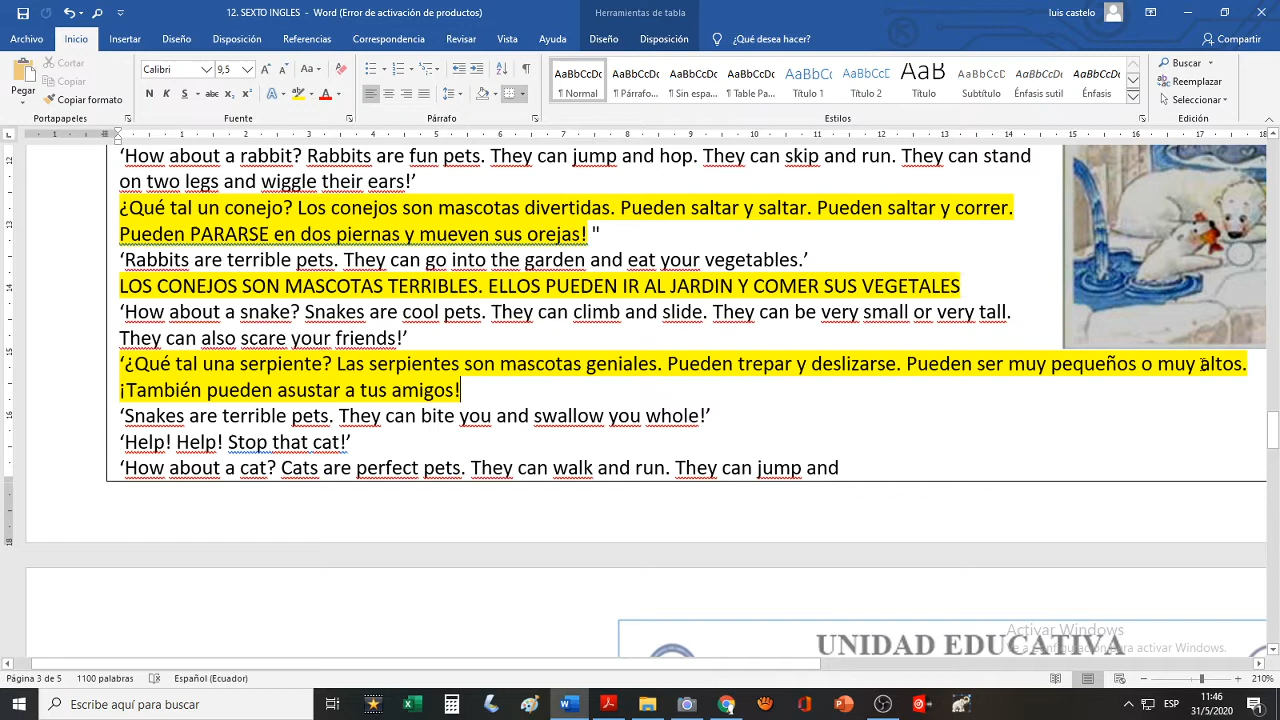 12. SEXTO INGLES - Word (Error de activación de productos)
Herramientas de tabla
luis castelo
Archivo Inicio Insertar Diseño Disposición Referencias Correspondencia Revisar Vista Ayuda Diseño Disposición ¿Qué desea hacer? Compartir
Pegar
Cortar
Copiar
Copiar formato
Calibri 9,5
AaBbCcDc AaBbCcDc AaBbCcDc AaBbCcDc AaBbCc AaBbCcD AaB AaBbCcD AaBbCcDc AaBbCcDc
¶ Normal ¶ Párrafo... ¶ Sin espa... ¶ Table Pa... Título 1 Título 2 Título Subtítulo Énfasis sutil Énfasis
Buscar
Reemplazar
Seleccionar
Portapapeles Fuente Párrafo Estilos Edición
‘How about a rabbit? Rabbits are fun pets. They can jump and hop. They can skip and run. They can stand
on two legs and wiggle their ears!’
¿Qué tal un conejo? Los conejos son mascotas divertidas. Pueden saltar y saltar. Pueden saltar y correr.
Pueden PARARSE en dos piernas y mueven sus orejas! "
‘Rabbits are terrible pets. They can go into the garden and eat your vegetables.’
LOS CONEJOS SON MASCOTAS TERRIBLES. ELLOS PUEDEN IR AL JARDIN Y COMER SUS VEGETALES
‘How about a snake? Snakes are cool pets. They can climb and slide. They can be very small or very tall.
They can also scare your friends!’
‘¿Qué tal una serpiente? Las serpientes son mascotas geniales. Pueden trepar y deslizarse. Pueden ser muy pequeños o muy altos.
¡También pueden asustar a tus amigos!
‘Snakes are terrible pets. They can bite you and swallow you whole!’
‘Help! Help! Stop that cat!’
‘How about a cat? Cats are perfect pets. They can walk and run. They can jump and
UNIDAD EDUCATIVA
Activar Windows
Ve a Configuración para activar Windows.
Página 3 de 5 1100 palabras Español (Ecuador) 210%
Escribe aquí para buscar
ESP
11:46
31/5/2020